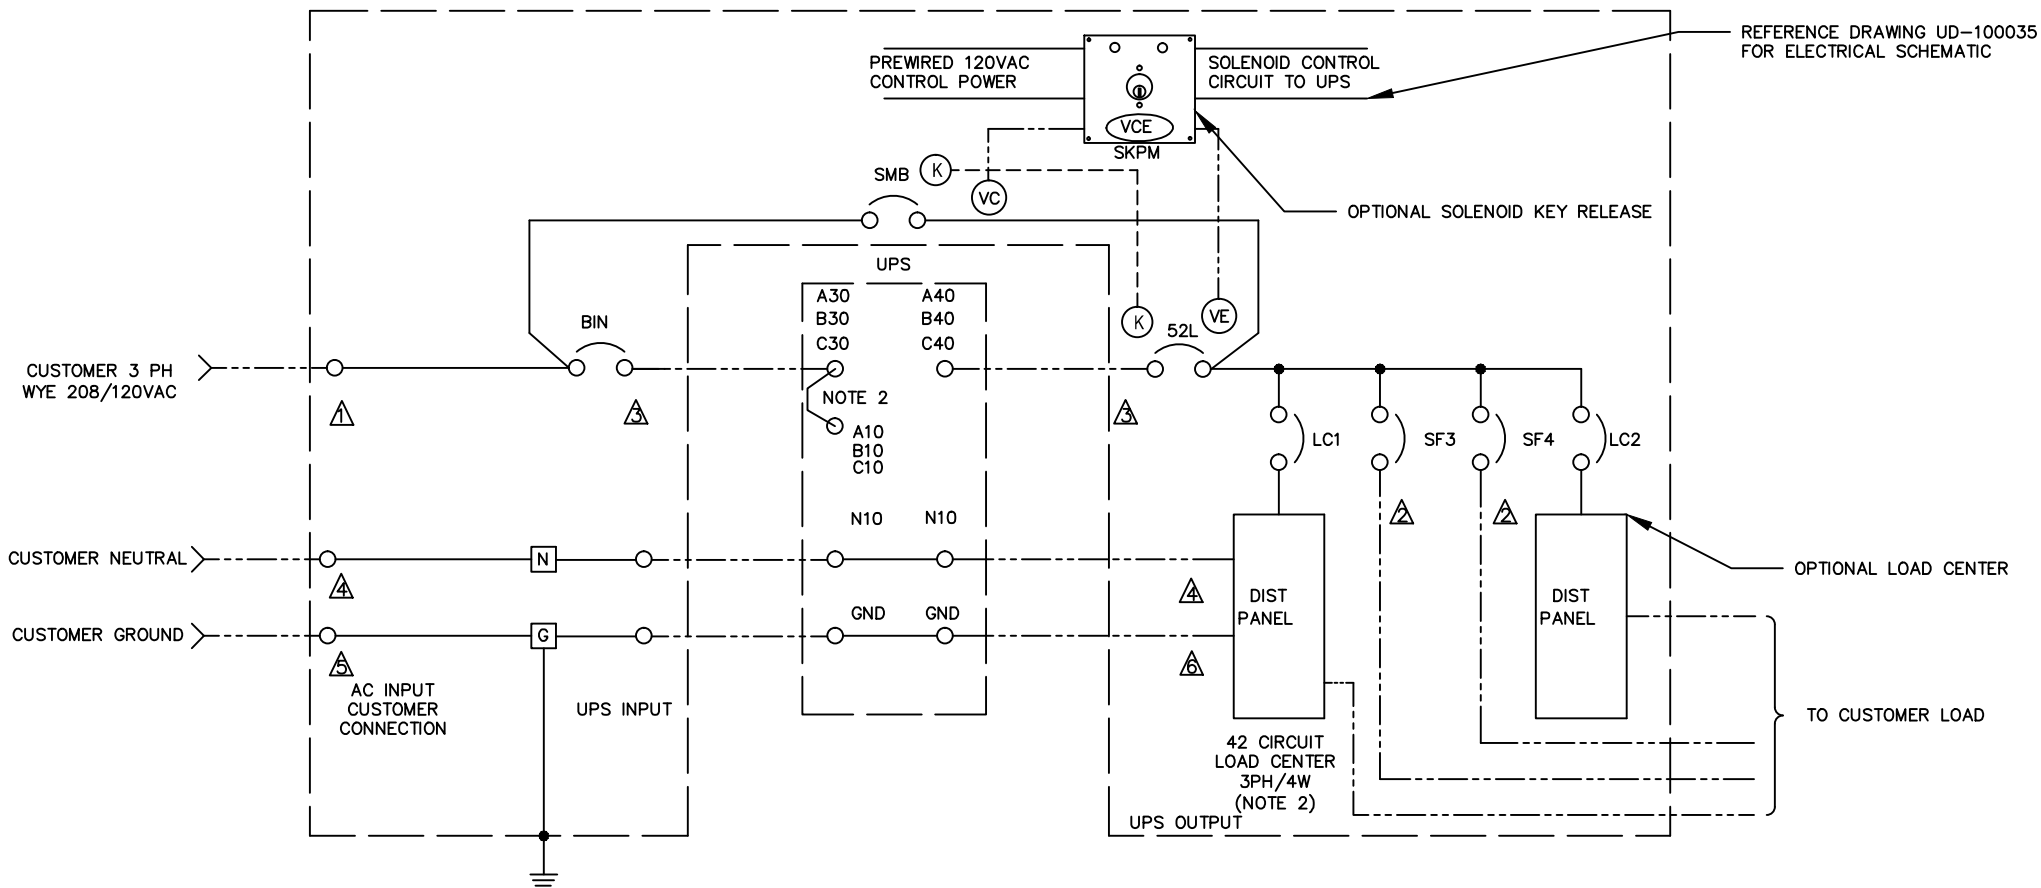 REFERENCE DRAWING UD-100035
FOR ELECTRICAL SCHEMATIC
PREWIRED 120VAC
CONTROL POWER
SOLENOID CONTROL
CIRCUIT TO UPS
VCE
SKPM
SMB
K
VC
OPTIONAL SOLENOID KEY RELEASE
UPS
A30
B30
C30
A40
B40
C40
BIN
K
VE
52L
CUSTOMER 3 PH
WYE 208/120VAC
1
3
NOTE 2
A10
B10
C10
3
LC1
SF3
SF4
LC2
2
2
N10
N10
CUSTOMER NEUTRAL
N
4
4
DIST
PANEL
DIST
PANEL
OPTIONAL LOAD CENTER
CUSTOMER GROUND
G
GND
GND
5
6
AC INPUT
CUSTOMER
CONNECTION
UPS INPUT
TO CUSTOMER LOAD
42 CIRCUIT
LOAD CENTER
3PH/4W
(NOTE 2)
UPS OUTPUT